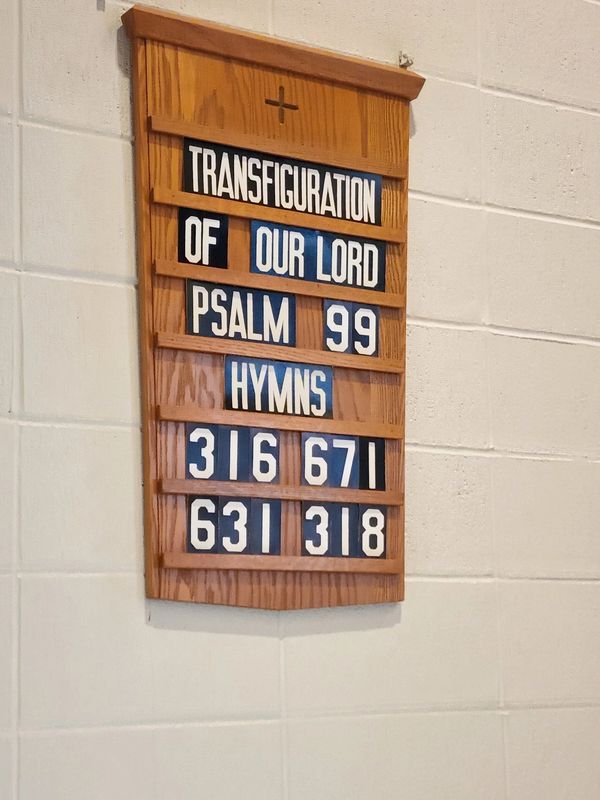 TRANSFIGURATION
OF OUR LORD
PSALM 99
HYMNS
316 671
631 318